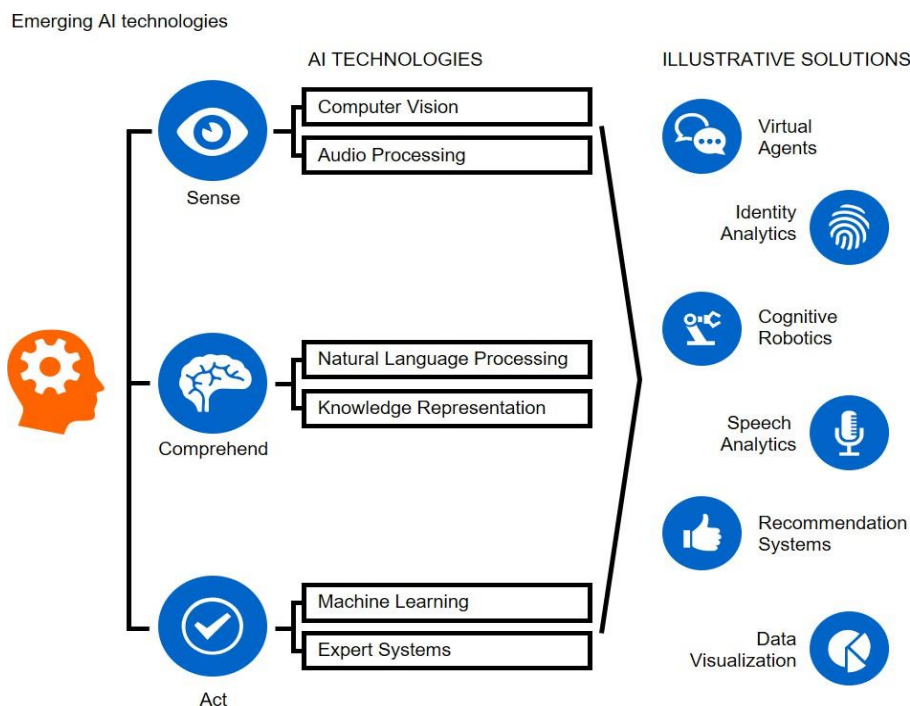 Emerging AI technologies
AI TECHNOLOGIES
ILLUSTRATIVE SOLUTIONS
Computer Vision
Audio Processing
Sense
Natural Language Processing
Knowledge Representation
Comprehend
Machine Learning
Expert Systems
Act
Virtual
Agents
Identity
Analytics
Cognitive
Robotics
Speech
Analytics
Recommendation
Systems
Data
Visualization